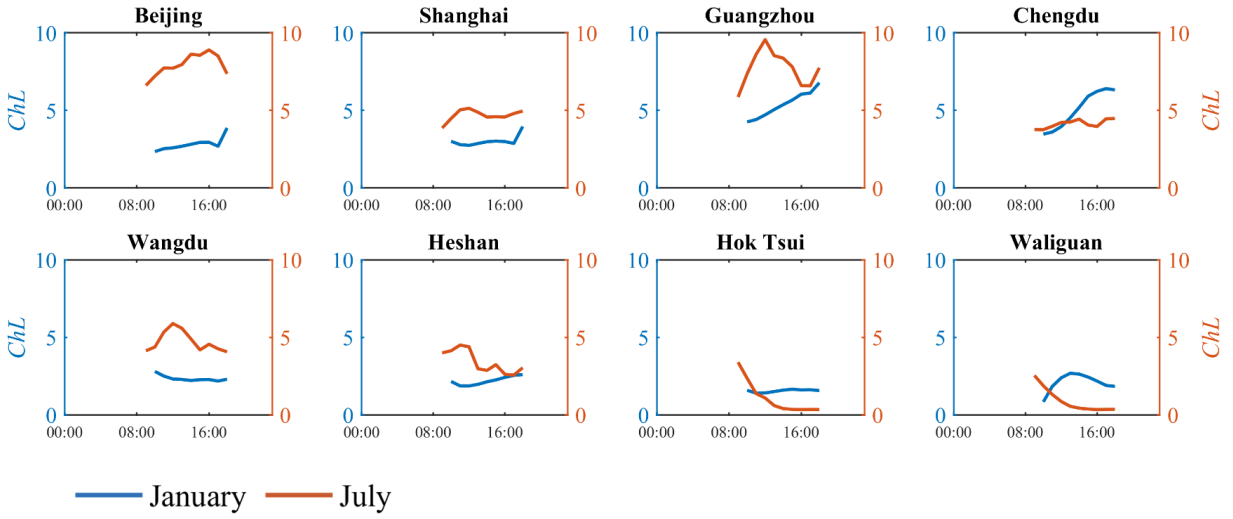 Beijing Shanghai Guangzhou Chengdu
10 10 10 10 10 10 10 10
ChL 5 5 5 5 5 5 5 5 ChL
0 0 0 0 0 0 0 0
00:00 08:00 16:00 00:00 08:00 16:00 00:00 08:00 16:00 00:00 08:00 16:00
Wangdu Heshan Hok Tsui Waliguan
10 10 10 10 10 10 10 10
ChL 5 5 5 5 5 5 5 5 ChL
0 0 0 0 0 0 0 0
00:00 08:00 16:00 00:00 08:00 16:00 00:00 08:00 16:00 00:00 08:00 16:00
January July